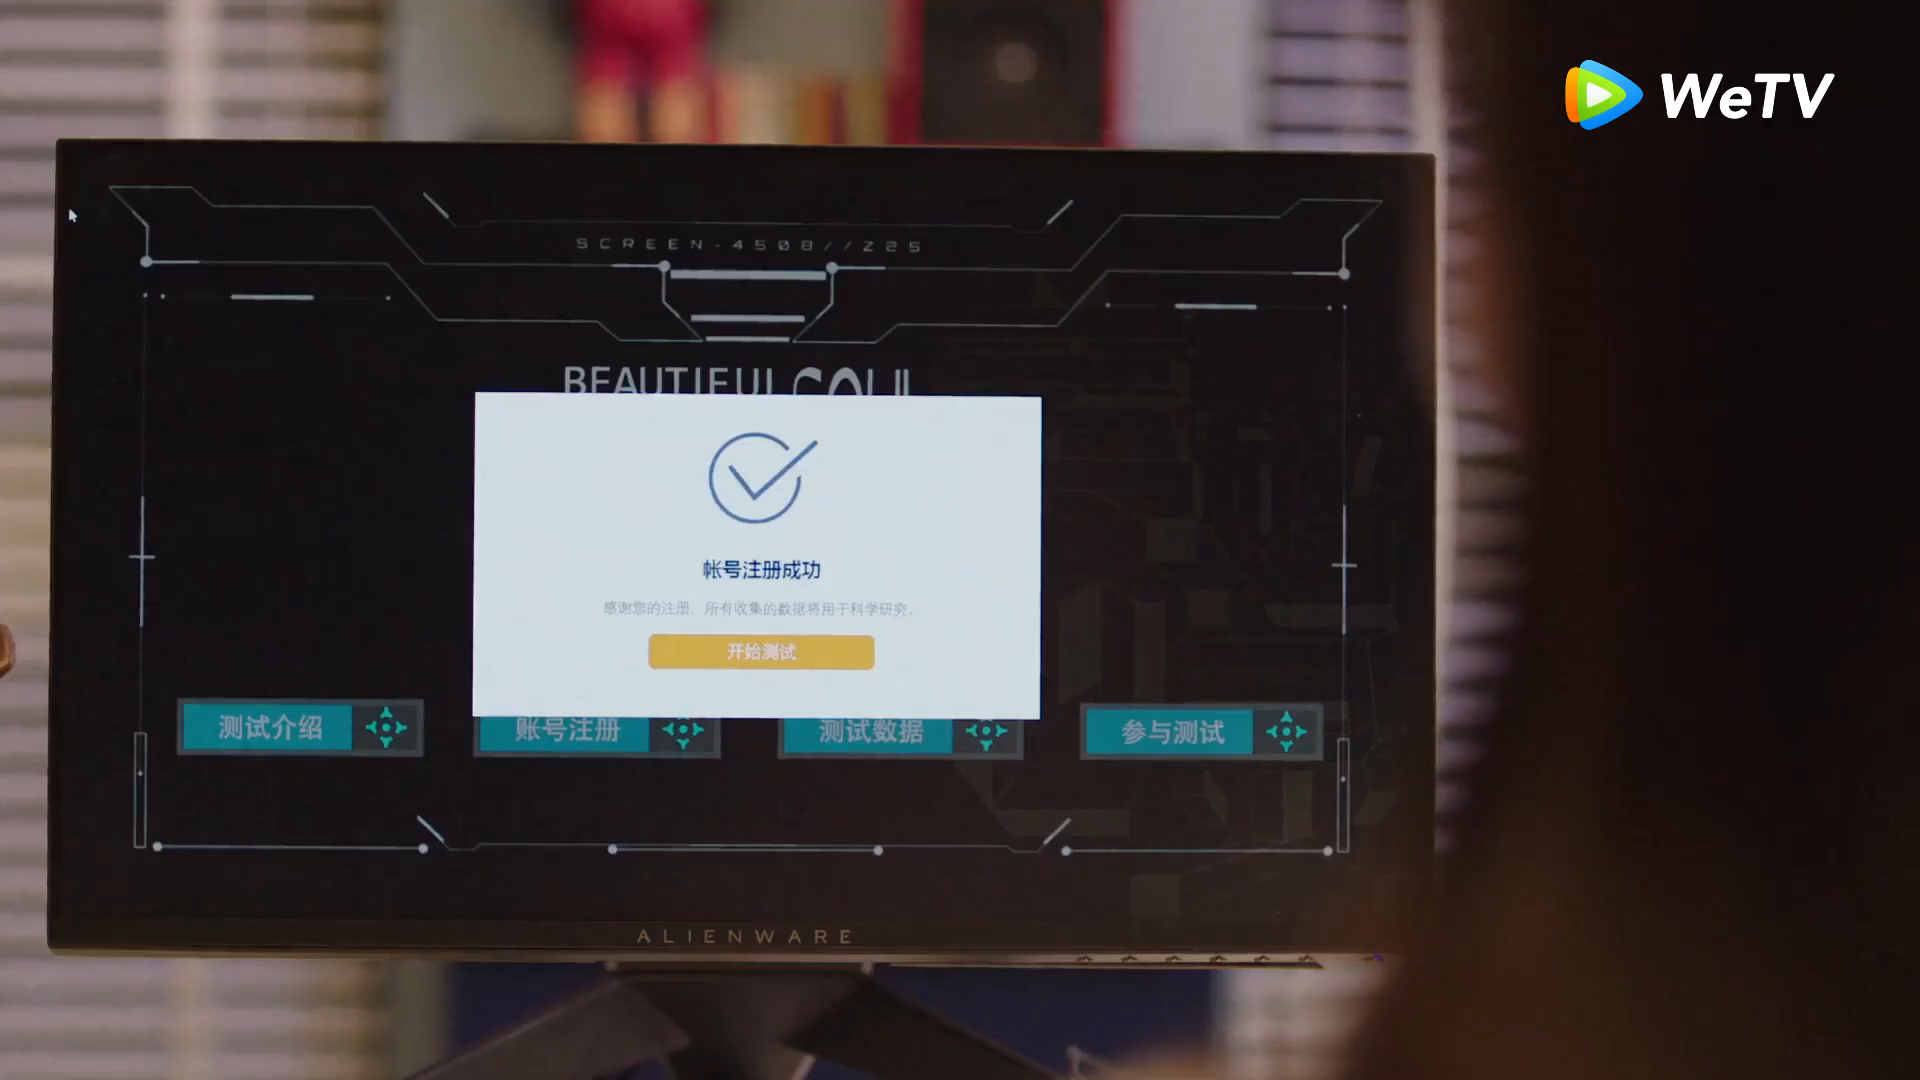 WeTV
SCREEN-4508//Z25
BEAUTIFUL SOUL
帐号注册成功
感谢您的注册，所有收集的数据将用于科学研究。
开始测试
测试介绍
账号注册
测试数据
参与测试
ALIENWARE